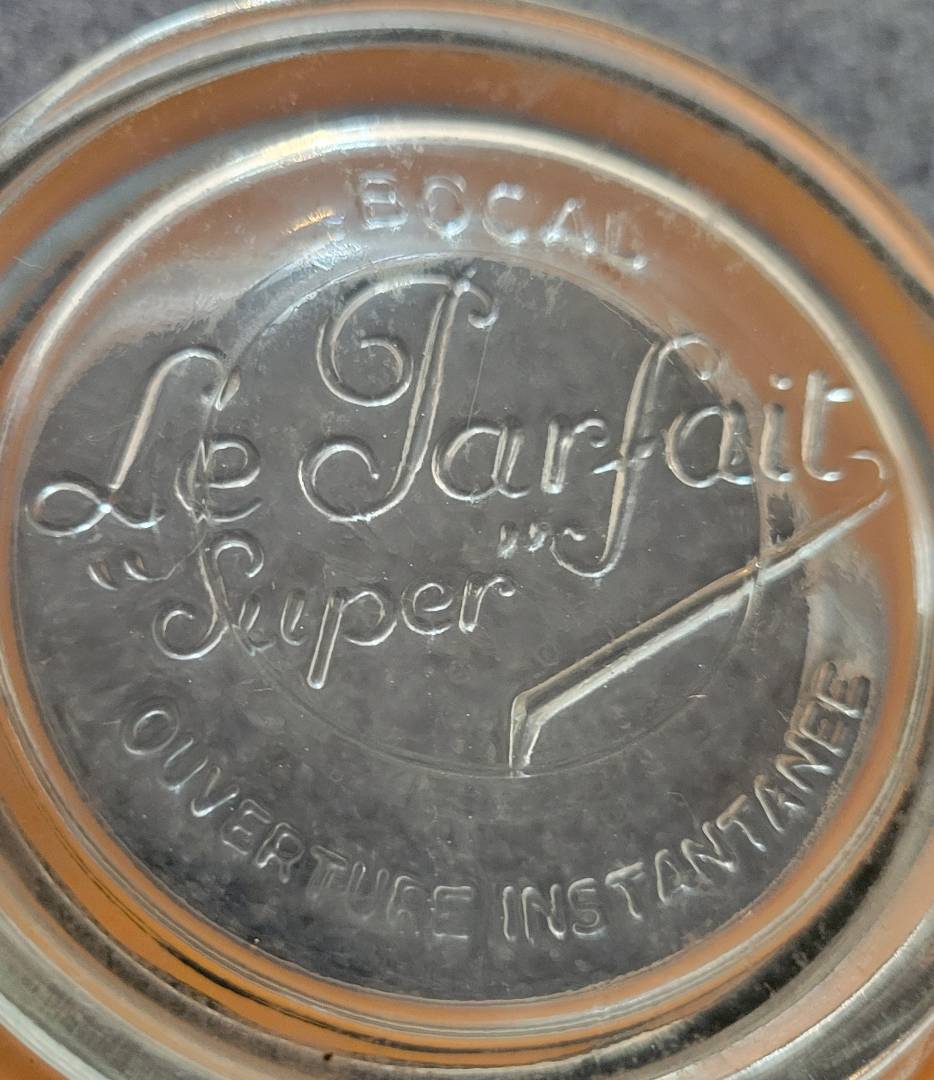 BOCAL
Le Parfait
"Super"
OUVERTURE INSTANTANEE